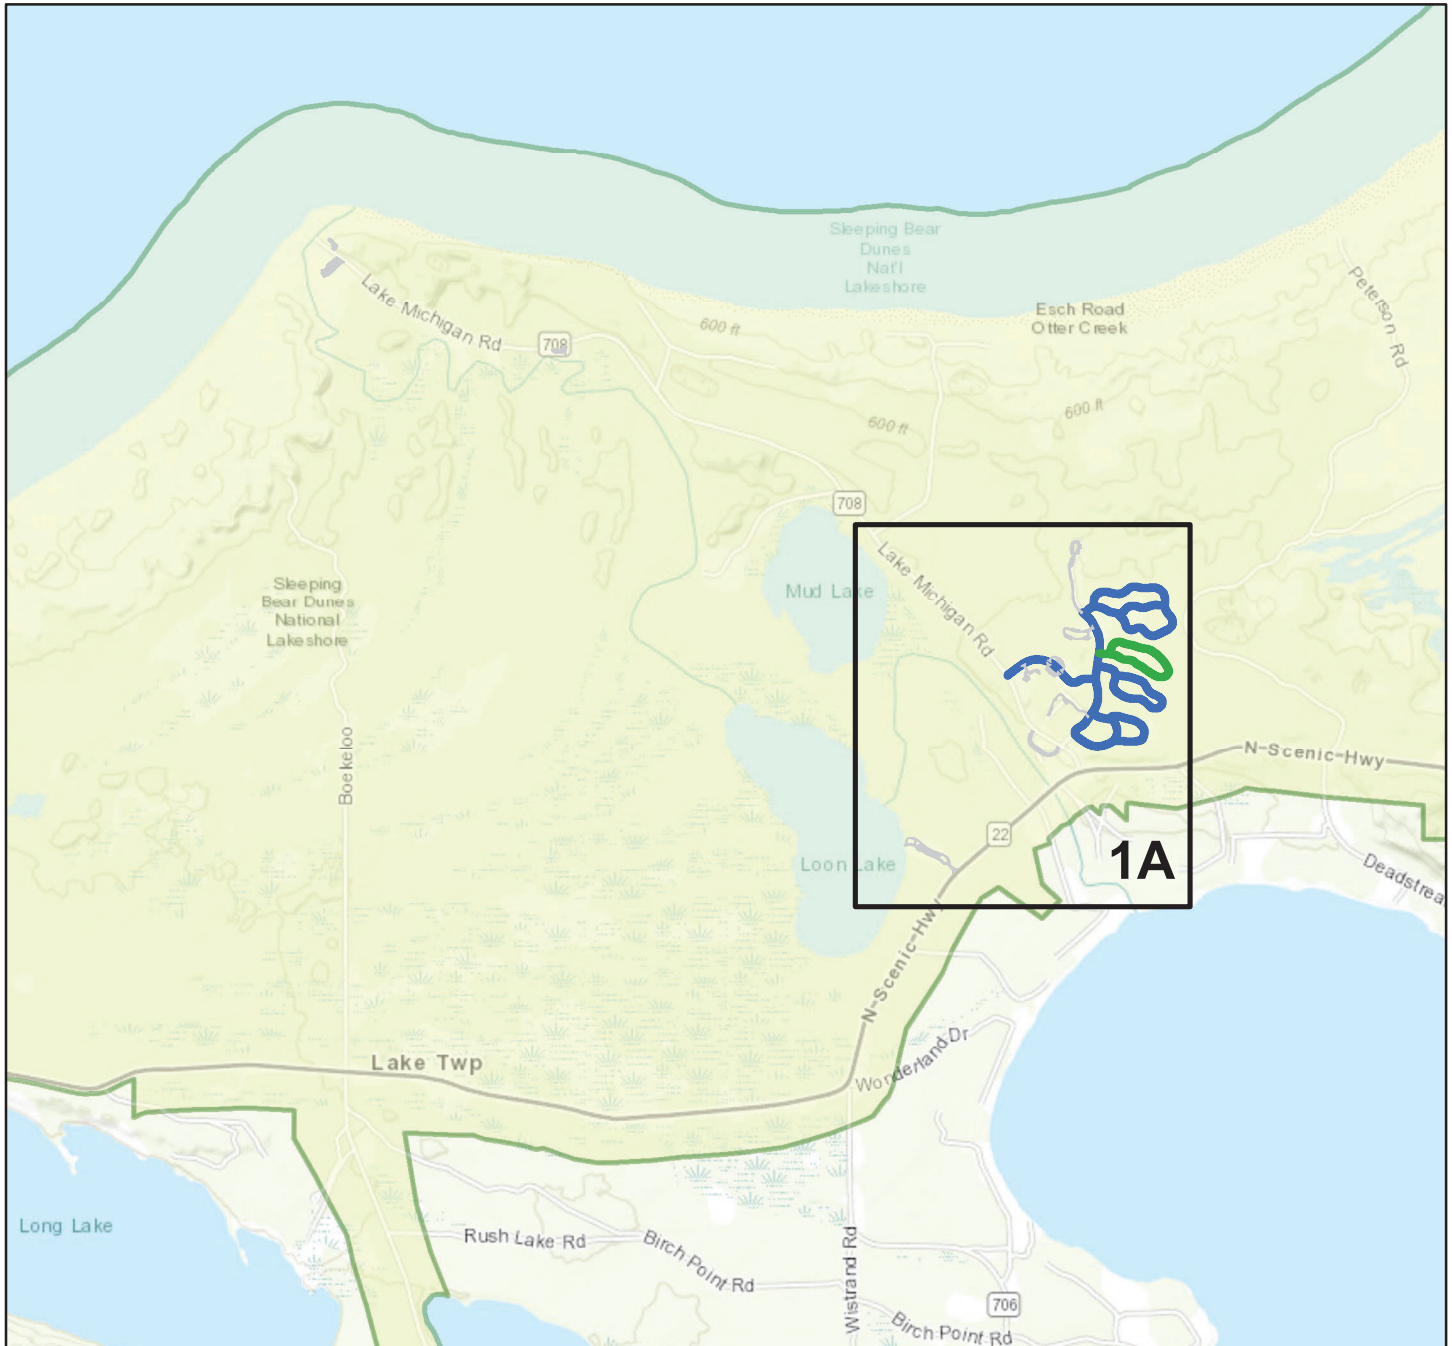 Sleeping Bear
Dunes
Nat'l
Lakeshore
Peterson Rd
Lake Michigan Rd
708
600 ft
Esch Road
Otter Creek
600 ft
600 ft
708
Lake Michigan Rd
Sleeping
Bear Dunes
National
Lakeshore
Mud Lake
Boekeloo
N-Scenic-Hwy
22
1A
Loon Lake
Deadstrea
N-Scenic-Hwy
Wonderland Dr
Lake Twp
Long Lake
Rush Lake Rd
Birch Point Rd
Wistrand Rd
706
Birch Point Rd